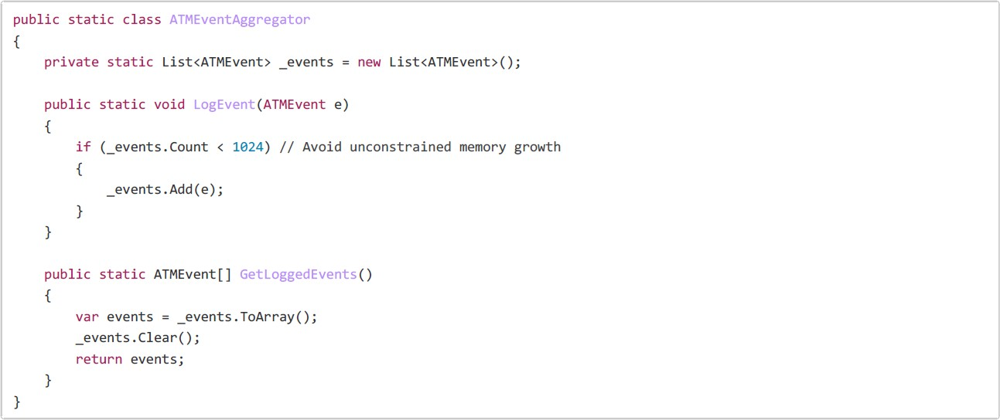 public static class ATMEventAggregator
{
    private static List<ATMEvent> _events = new List<ATMEvent>();

    public static void LogEvent(ATMEvent e)
    {
        if (_events.Count < 1024) // Avoid unconstrained memory growth
        {
            _events.Add(e);
        }
    }

    public static ATMEvent[] GetLoggedEvents()
    {
        var events = _events.ToArray();
        _events.Clear();
        return events;
    }
}